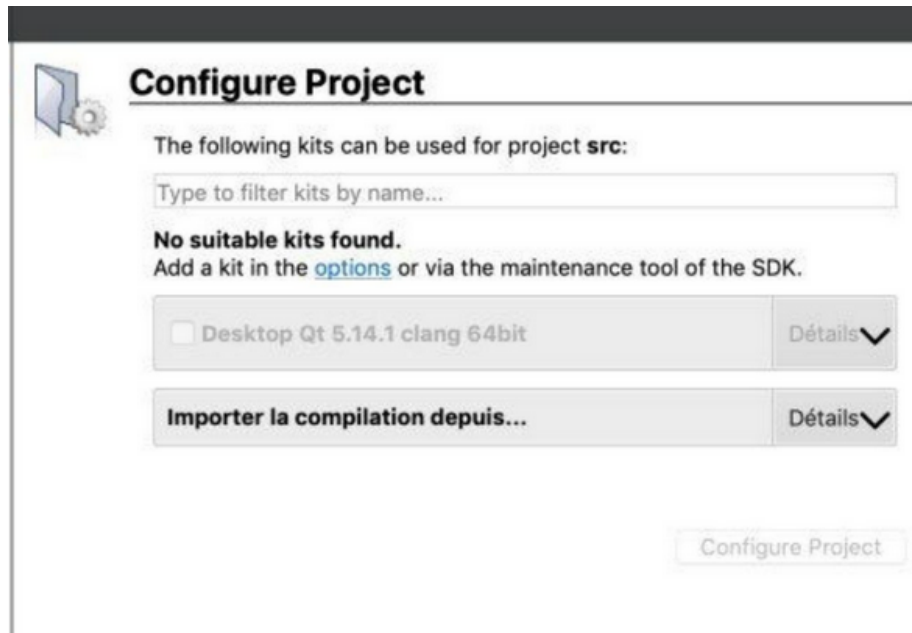 Configure Project
The following kits can be used for project src:
Type to filter kits by name...
No suitable kits found.
Add a kit in the options or via the maintenance tool of the SDK.
Desktop Qt 5.14.1 clang 64bit
Détails
Importer la compilation depuis...
Détails
Configure Project